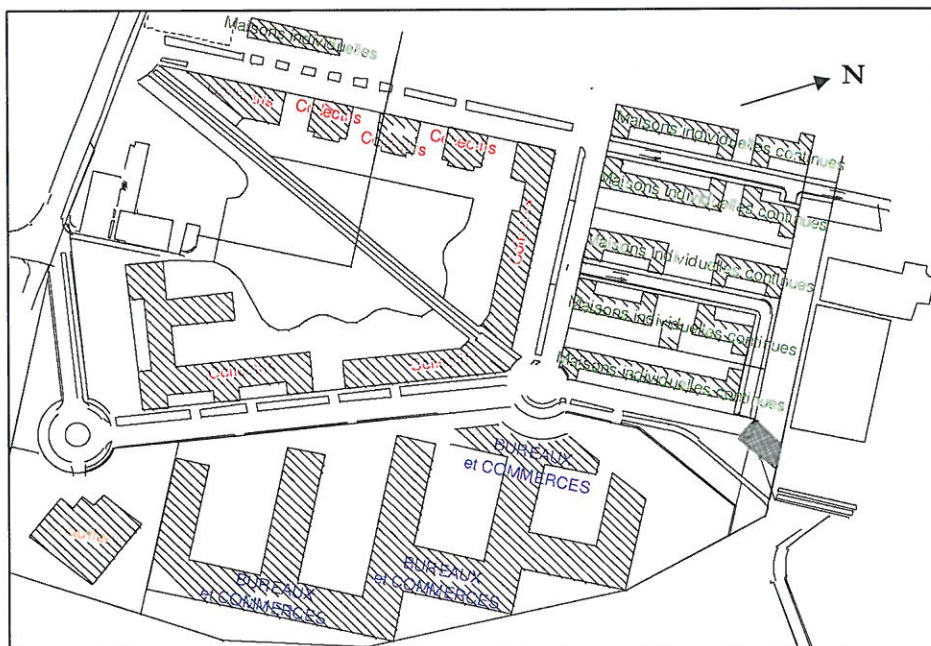 Maisons individuelles
N
Collectifs
Collectifs
Collectifs
Maisons individuelles continues
Maisons individuelles continues
Maisons individuelles continues
Maisons individuelles continues
Maisons individuelles continues
BUREAUX
et COMMERCES
BUREAUX
et COMMERCES
BUREAUX
et COMMERCES